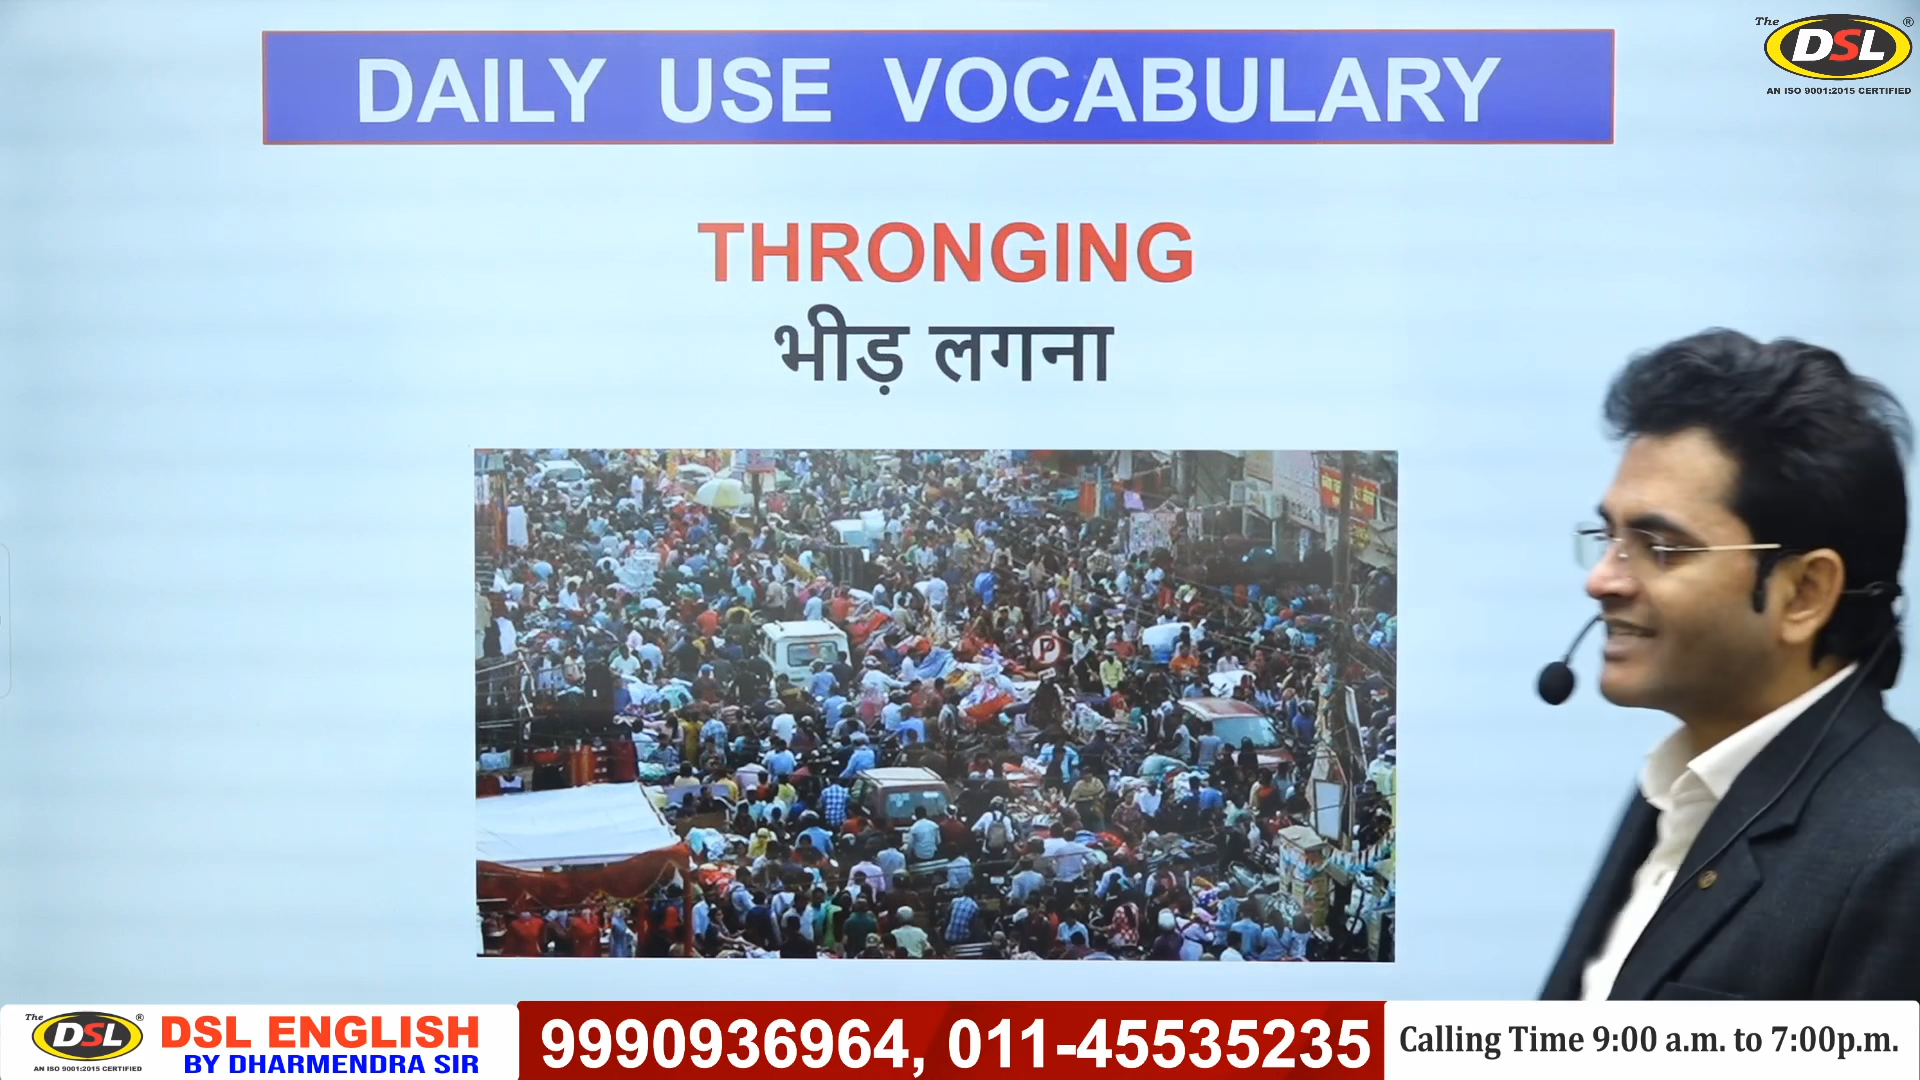 DAILY USE VOCABULARY
The
DSL
®
AN ISO 9001:2015 CERTIFIED
THRONGING
भीड़ लगना
P
The
DSL
®
AN ISO 9001:2015 CERTIFIED
DSL ENGLISH
BY DHARMENDRA SIR
9990936964, 011-45535235
Calling Time 9:00 a.m. to 7:00p.m.